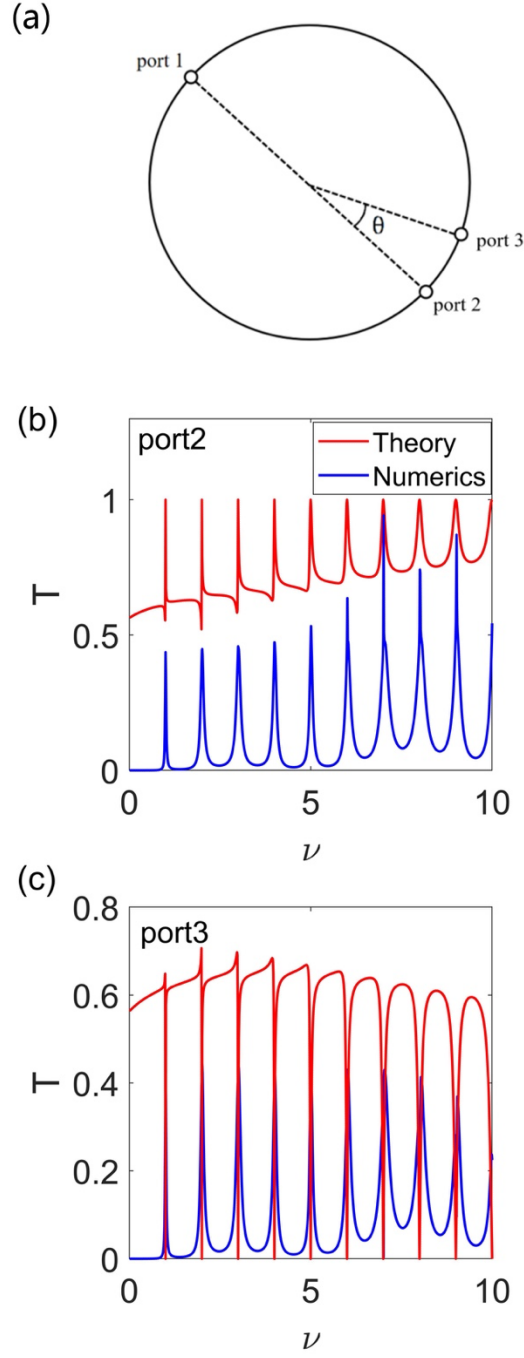 (a)
port 1
θ
port 3
port 2
(b)
port2
Theory
Numerics
1
0.5
0
T
0
5
10
ν
(c)
0.8
port3
0.6
0.4
0.2
0
T
0
5
10
ν